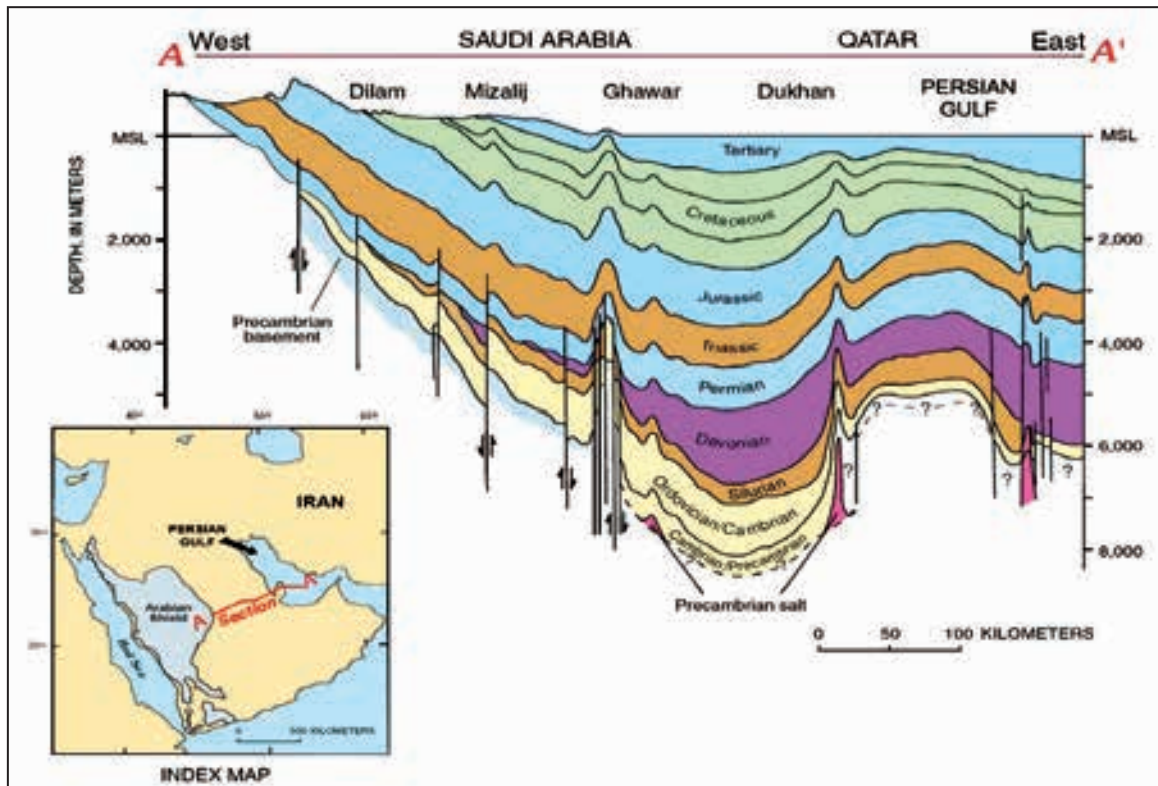 A West SAUDI ARABIA QATAR East A'
Dilam Mizalij Ghawar Dukhan PERSIAN GULF
MSL MSL
DEPTH, IN METERS
2,000 2,000
4,000 4,000
6,000
8,000
Tertiary
Cretaceous
Jurassic
Triassic
Permian
Devonian
Silurian
Ordovician/Cambrian
Cambrian/Precambrian
Precambrian
basement
? ? ? ? ? ?
Precambrian salt
0 50 100 KILOMETERS
IRAN
PERSIAN
GULF
Arabian
Shield
A Section
Red Sea
0 500 KILOMETERS
INDEX MAP